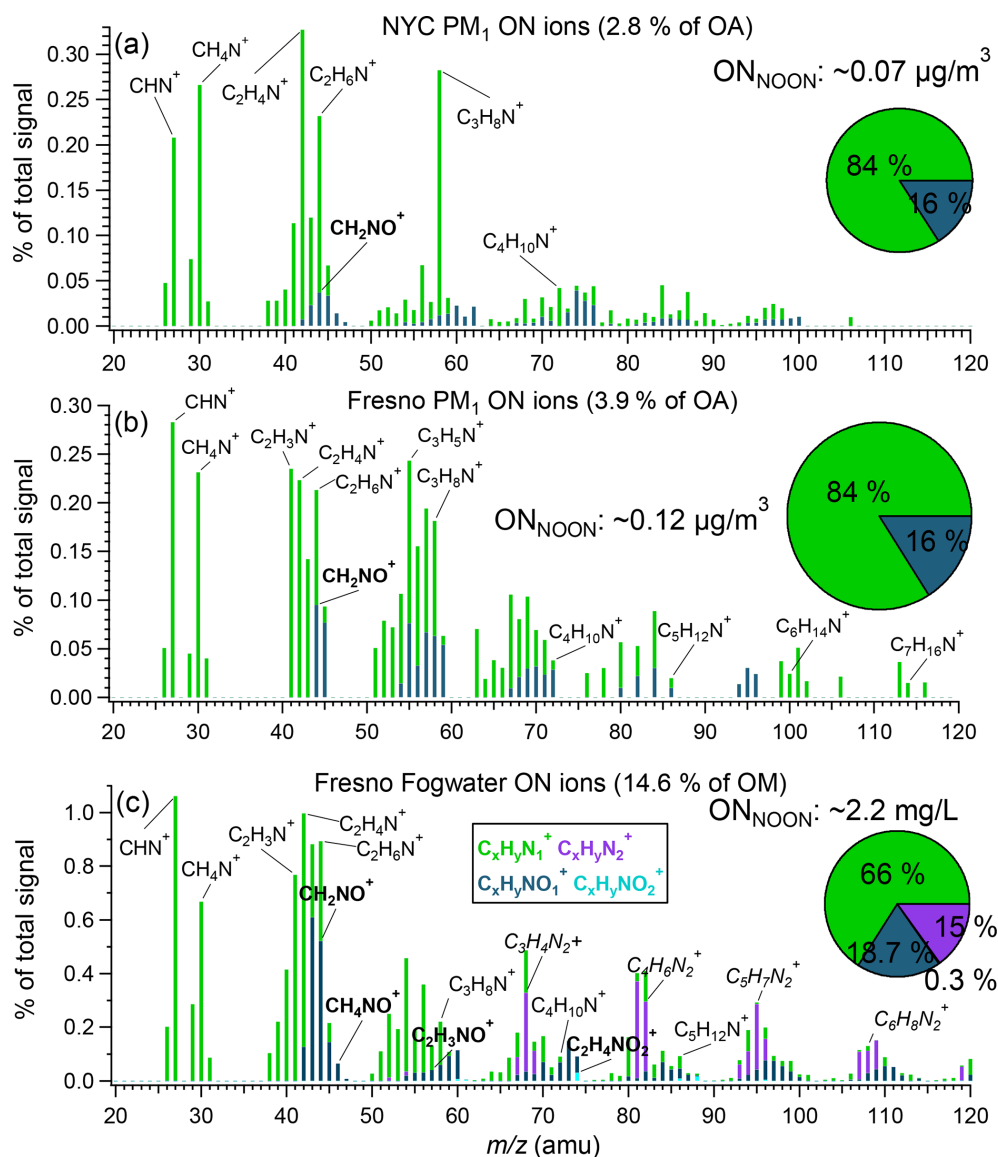 NYC PM₁ ON ions (2.8 % of OA)
(a)
ON_NOON: ~0.07 µg/m³
CHN⁺
CH₄N⁺
C₂H₄N⁺
C₂H₆N⁺
C₃H₈N⁺
CH₂NO⁺
C₄H₁₀N⁺
84 %
16 %
% of total signal
0.30
0.25
0.20
0.15
0.10
0.05
0.00
20 30 40 50 60 70 80 90 100 110 120
Fresno PM₁ ON ions (3.9 % of OA)
(b)
ON_NOON: ~0.12 µg/m³
CHN⁺
CH₄N⁺
C₂H₃N⁺
C₂H₄N⁺
C₂H₆N⁺
C₃H₅N⁺
C₃H₈N⁺
CH₂NO⁺
C₄H₁₀N⁺
C₅H₁₂N⁺
C₆H₁₄N⁺
C₇H₁₆N⁺
84 %
16 %
% of total signal
0.30
0.25
0.20
0.15
0.10
0.05
0.00
20 30 40 50 60 70 80 90 100 110 120
Fresno Fogwater ON ions (14.6 % of OM)
(c)
ON_NOON: ~2.2 mg/L
CHN⁺
CH₄N⁺
C₂H₃N⁺
C₂H₄N⁺
C₂H₆N⁺
CH₂NO⁺
CH₄NO⁺
C₂H₃NO⁺
C₃H₈N⁺
C₃H₄N₂+
C₄H₁₀N⁺
C₂H₄NO₂⁺
C₄H₆N₂⁺
C₅H₁₂N⁺
C₅H₇N₂⁺
C₆H₈N₂⁺
CₓHᵧN₁⁺ CₓHᵧN₂⁺
CₓHᵧNO₁⁺ CₓHᵧNO₂⁺
66 %
15 %
18.7 %
0.3 %
% of total signal
1.0
0.8
0.6
0.4
0.2
0.0
20 30 40 50 60 70 80 90 100 110 120
m/z (amu)